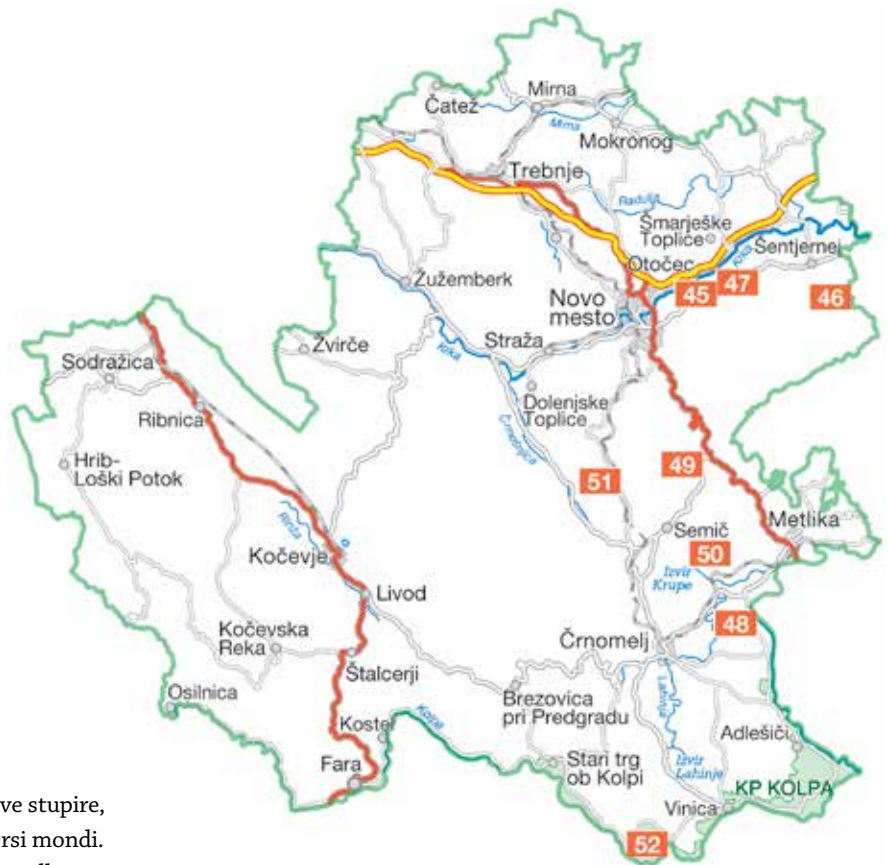 Mirna
Čatež
Mirna
Mokronog
Trebnje
Radulja
Šmarješke
Toplice
Krka
Šentjernej
Otočec
Žužemberk
47
45
46
Novo
mesto
Straža
Žvirče
Krka
Sodražica
Dolenjske
Toplice
Ribnica
Črmošnjica
Hrib-
Loški Potok
51
49
Metlika
Semič
Rinža
50
Kočevje
Izvir
Krupe
Livod
48
Kočevska
Reka
Črnomelj
Štalcerji
Osilnica
Brezovica
pri Predgradu
Lahinja
Kolpa
Kostel
Adlešiči
Stari trg
ob Kolpi
Izvir
Lahinje
Fara
KP KOLPA
Vinica
52
ve stupire,
ersi mondi.